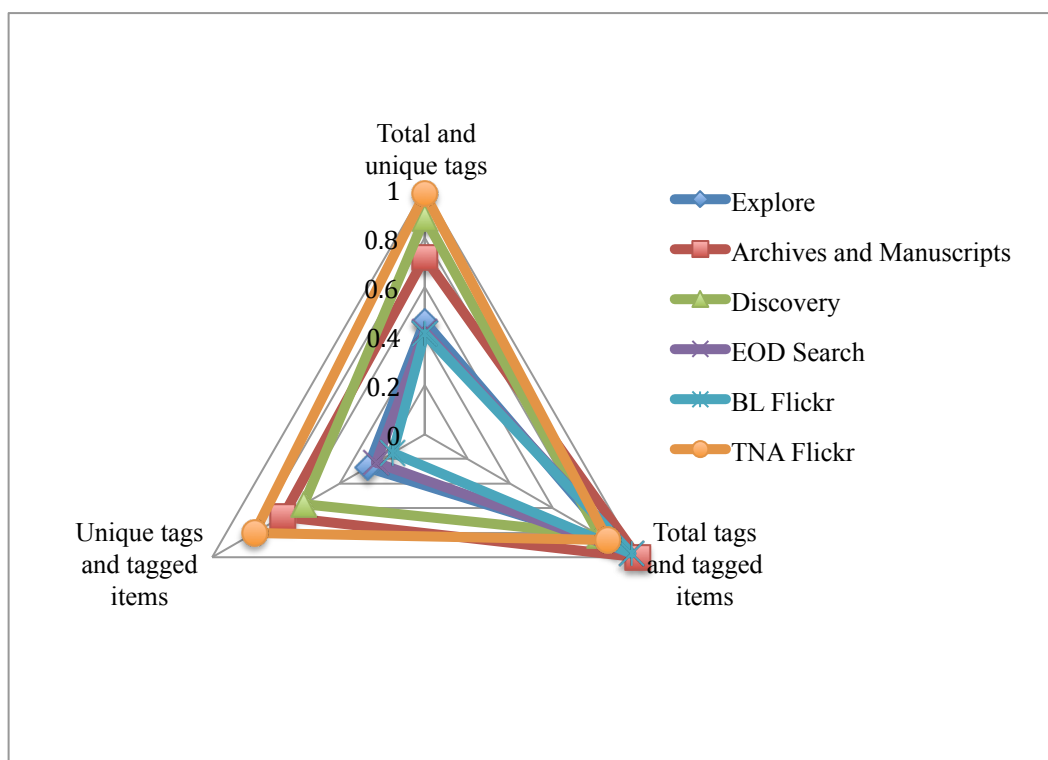 Total and
unique tags
1
0.8
0.6
0.4
0.2
0
Unique tags
and tagged
items
Total tags
and tagged
items
Explore
Archives and Manuscripts
Discovery
EOD Search
BL Flickr
TNA Flickr